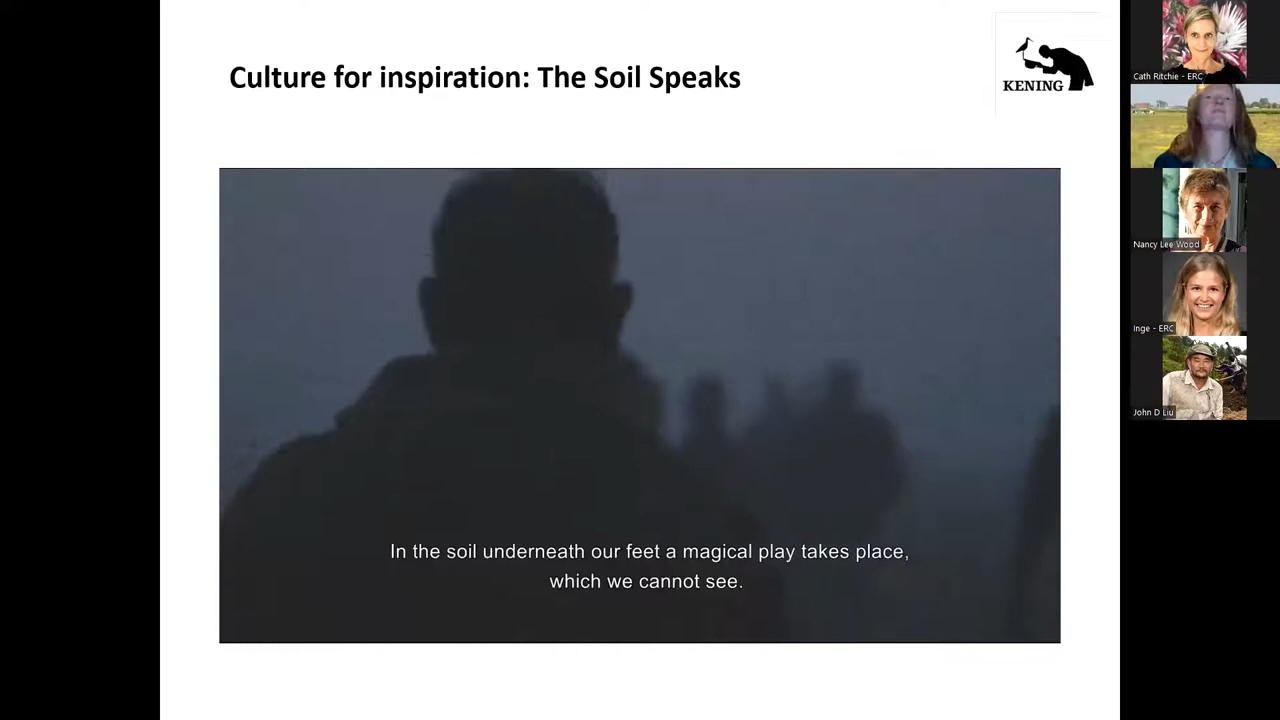 Culture for inspiration: The Soil Speaks
KENING
In the soil underneath our feet a magical play takes place,
which we cannot see.
Cath Ritchie - ERC
Nancy Lee Wood
Inge - ERC
John D Liu